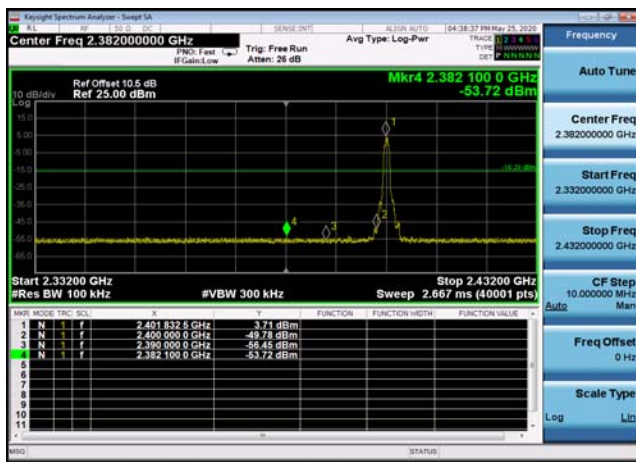 Keysight Spectrum Analyzer - Swept SA
RL RF 50 Ω DC SENSE:INT ALIGN AUTO 04:38:37 PM May 25, 2020
Center Freq 2.382000000 GHz
PNO: Fast
IFGain:Low
Trig: Free Run
Atten: 26 dB
Avg Type: Log-Pwr
TRACE 1 2 3 4 5 6
TYPE
DET P N N N N N
Ref Offset 10.5 dB
Ref 25.00 dBm
10 dB/div
Log
Mkr4 2.382 100 0 GHz
-53.72 dBm
15.0
5.00
-5.00
-15.0
-25.0
-35.0
-45.0
-55.0
-65.0
1
2
3
4
Start 2.33200 GHz
Stop 2.43200 GHz
#Res BW 100 kHz
#VBW 300 kHz
Sweep 2.667 ms (40001 pts)
MKR MODE TRC SCL X Y FUNCTION FUNCTION WIDTH FUNCTION VALUE
1 N 1 f 2.401 832 5 GHz 3.71 dBm
2 N 1 f 2.400 000 0 GHz -49.78 dBm
3 N 1 f 2.390 000 0 GHz -56.45 dBm
4 N 1 f 2.382 100 0 GHz -53.72 dBm
5
6
7
8
9
10
11
MSG
STATUS
Frequency
Auto Tune
Center Freq
2.382000000 GHz
Start Freq
2.332000000 GHz
Stop Freq
2.432000000 GHz
CF Step
10.000000 MHz
Auto Man
Freq Offset
0 Hz
Scale Type
Log Lin